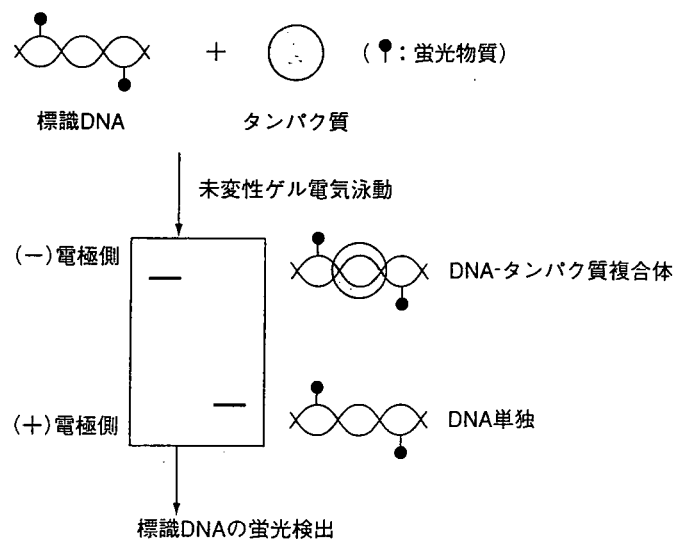 (：蛍光物質)
標識DNA
タンパク質
未変性ゲル電気泳動
(－)電極側
DNA-タンパク質複合体
(＋)電極側
DNA単独
標識DNAの蛍光検出